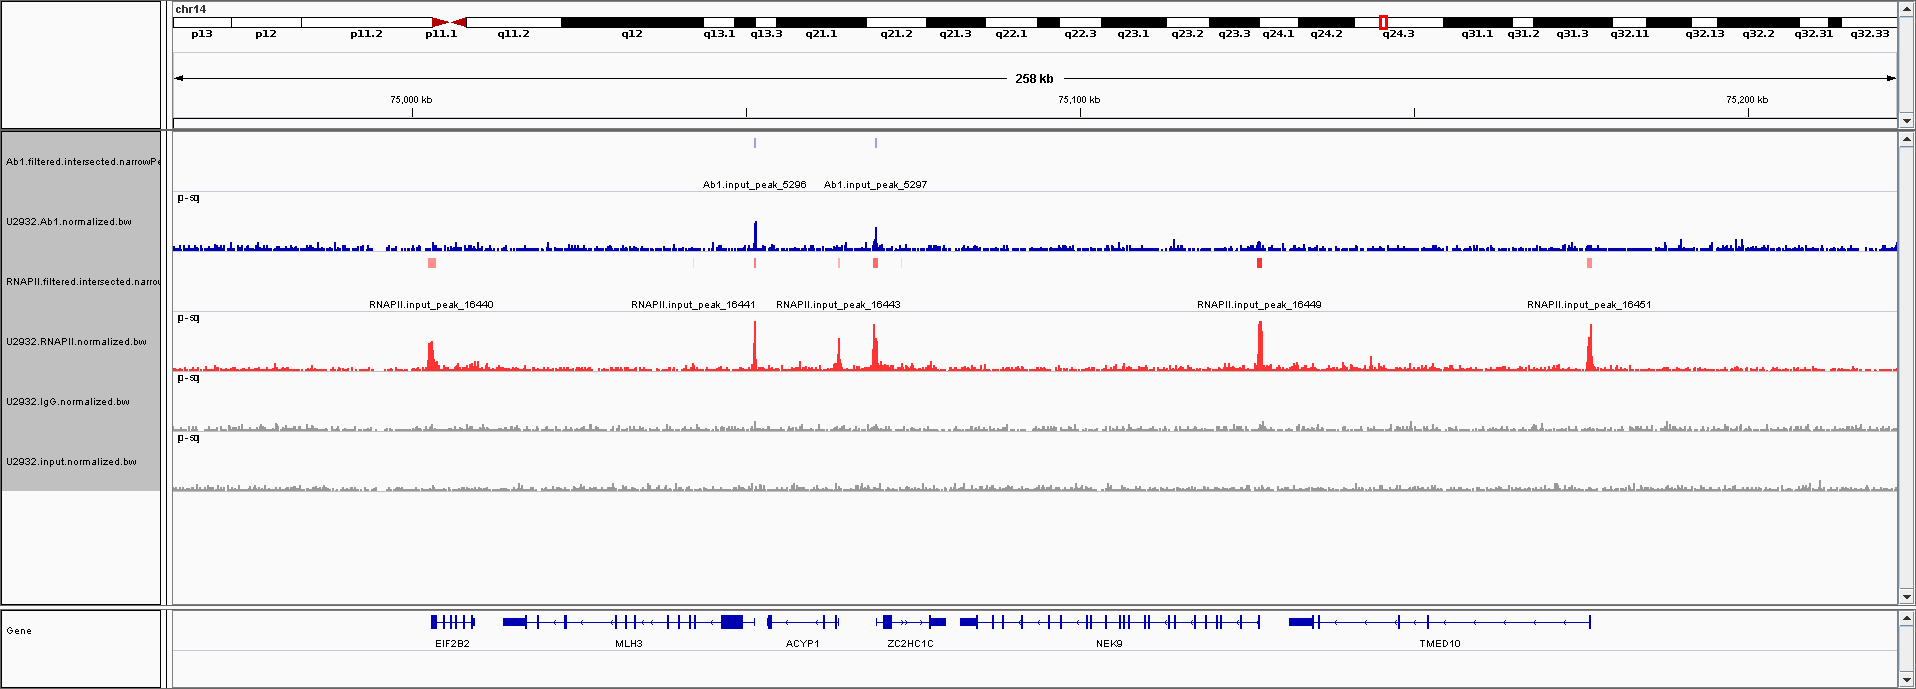 chr14
p13 p12 p11.2 p11.1 q11.2 q12 q13.1 q13.3 q21.1 q21.2 q21.3 q22.1 q22.3 q23.1 q23.2 q23.3 q24.1 q24.2 q24.3 q31.1 q31.2 q31.3 q32.11 q32.13 q32.2 q32.31 q32.33
258 kb
75,000 kb 75,100 kb 75,200 kb
Ab1.filtered.intersected.narrowPe
Ab1.input_peak_5296 Ab1.input_peak_5297
U2932.Ab1.normalized.bw
RNAPII.filtered.intersected.narrov
RNAPII.input_peak_16440 RNAPII.input_peak_16441 RNAPII.input_peak_16443 RNAPII.input_peak_16449 RNAPII.input_peak_16451
U2932.RNAPII.normalized.bw
U2932.IgG.normalized.bw
U2932.input.normalized.bw
Gene
EIF2B2 MLH3 ACYP1 ZC2HC1C NEK9 TMED10